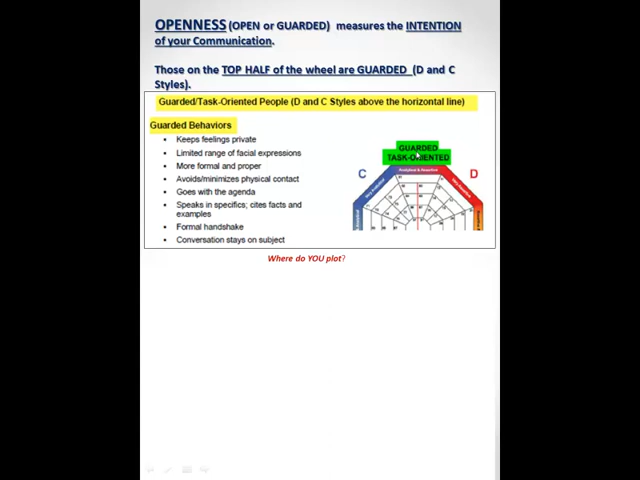 OPENNESS (OPEN or GUARDED) measures the INTENTION
of your Communication.
Those on the TOP HALF of the wheel are GUARDED (D and C
Styles).
Guarded/Task-Oriented People (D and C Styles above the horizontal line)
Guarded Behaviors
• Keeps feelings private
• Limited range of facial expressions
• More formal and proper
• Avoids/minimizes physical contact
• Goes with the agenda
• Speaks in specifics; cites facts and
examples
• Formal handshake
• Conversation stays on subject
GUARDED
TASK-ORIENTED
C
D
Where do YOU plot?